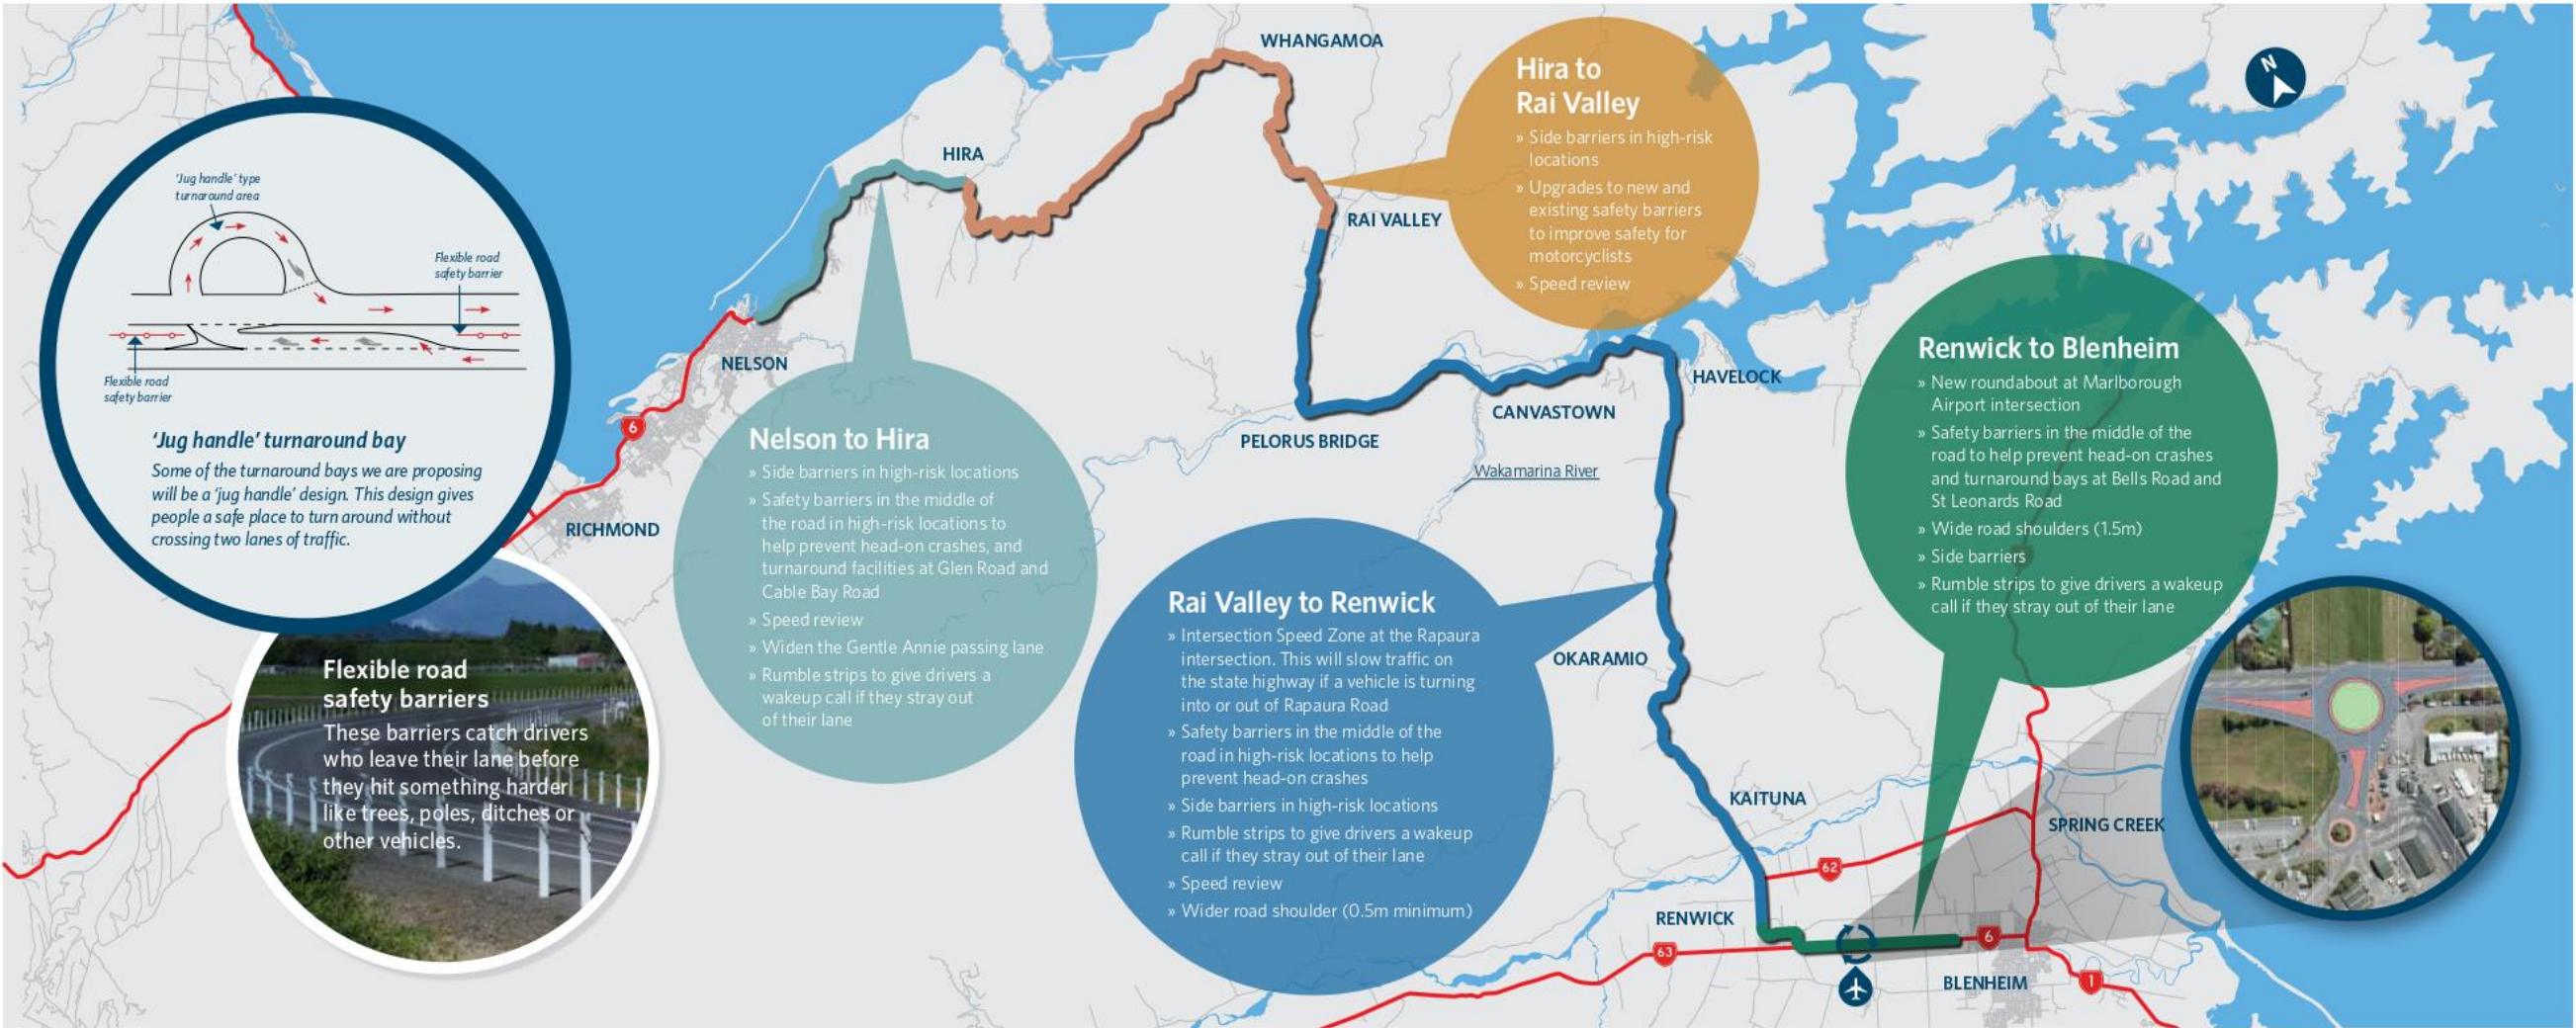 'Jug handle' type
turnaround area
Flexible road
safety barrier
Flexible road
safety barrier
'Jug handle' turnaround bay
Some of the turnaround bays we are proposing
will be a 'jug handle' design. This design gives
people a safe place to turn around without
crossing two lanes of traffic.
Flexible road
safety barriers
These barriers catch drivers
who leave their lane before
they hit something harder
like trees, poles, ditches or
other vehicles.
WHANGAMOA
HIRA
RAI VALLEY
NELSON
6
RICHMOND
PELORUS BRIDGE
CANVASTOWN
HAVELOCK
Wakamarina River
OKARAMIO
KAITUNA
SPRING CREEK
62
RENWICK
63
6
BLENHEIM
1
N
Nelson to Hira
» Side barriers in high-risk locations
» Safety barriers in the middle of
the road in high-risk locations to
help prevent head-on crashes, and
turnaround facilities at Glen Road and
Cable Bay Road
» Speed review
» Widen the Gentle Annie passing lane
» Rumble strips to give drivers a
wakeup call if they stray out
of their lane
Hira to
Rai Valley
» Side barriers in high-risk
locations
» Upgrades to new and
existing safety barriers
to improve safety for
motorcyclists
» Speed review
Rai Valley to Renwick
» Intersection Speed Zone at the Rapaura
intersection. This will slow traffic on
the state highway if a vehicle is turning
into or out of Rapaura Road
» Safety barriers in the middle of the
road in high-risk locations to help
prevent head-on crashes
» Side barriers in high-risk locations
» Rumble strips to give drivers a wakeup
call if they stray out of their lane
» Speed review
» Wider road shoulder (0.5m minimum)
Renwick to Blenheim
» New roundabout at Marlborough
Airport intersection
» Safety barriers in the middle of the
road to help prevent head-on crashes
and turnaround bays at Bells Road and
St Leonards Road
» Wide road shoulders (1.5m)
» Side barriers
» Rumble strips to give drivers a wakeup
call if they stray out of their lane